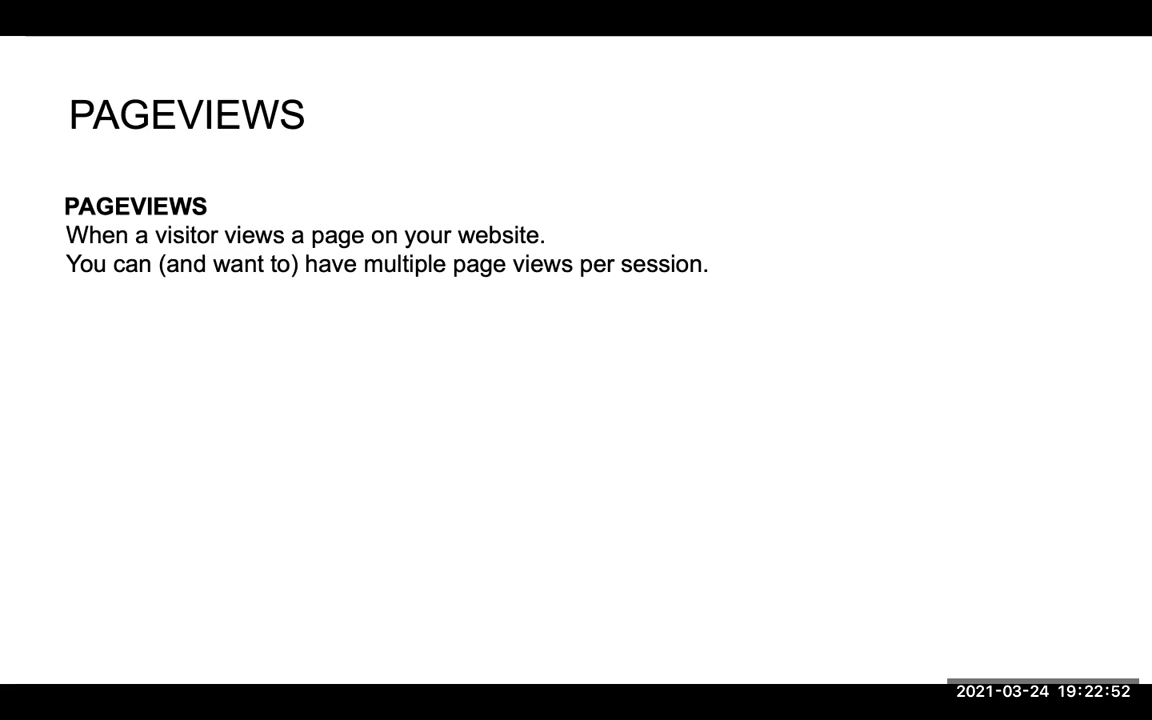 PAGEVIEWS
PAGEVIEWS
When a visitor views a page on your website.
You can (and want to) have multiple page views per session.
2021-03-24 19:22:52